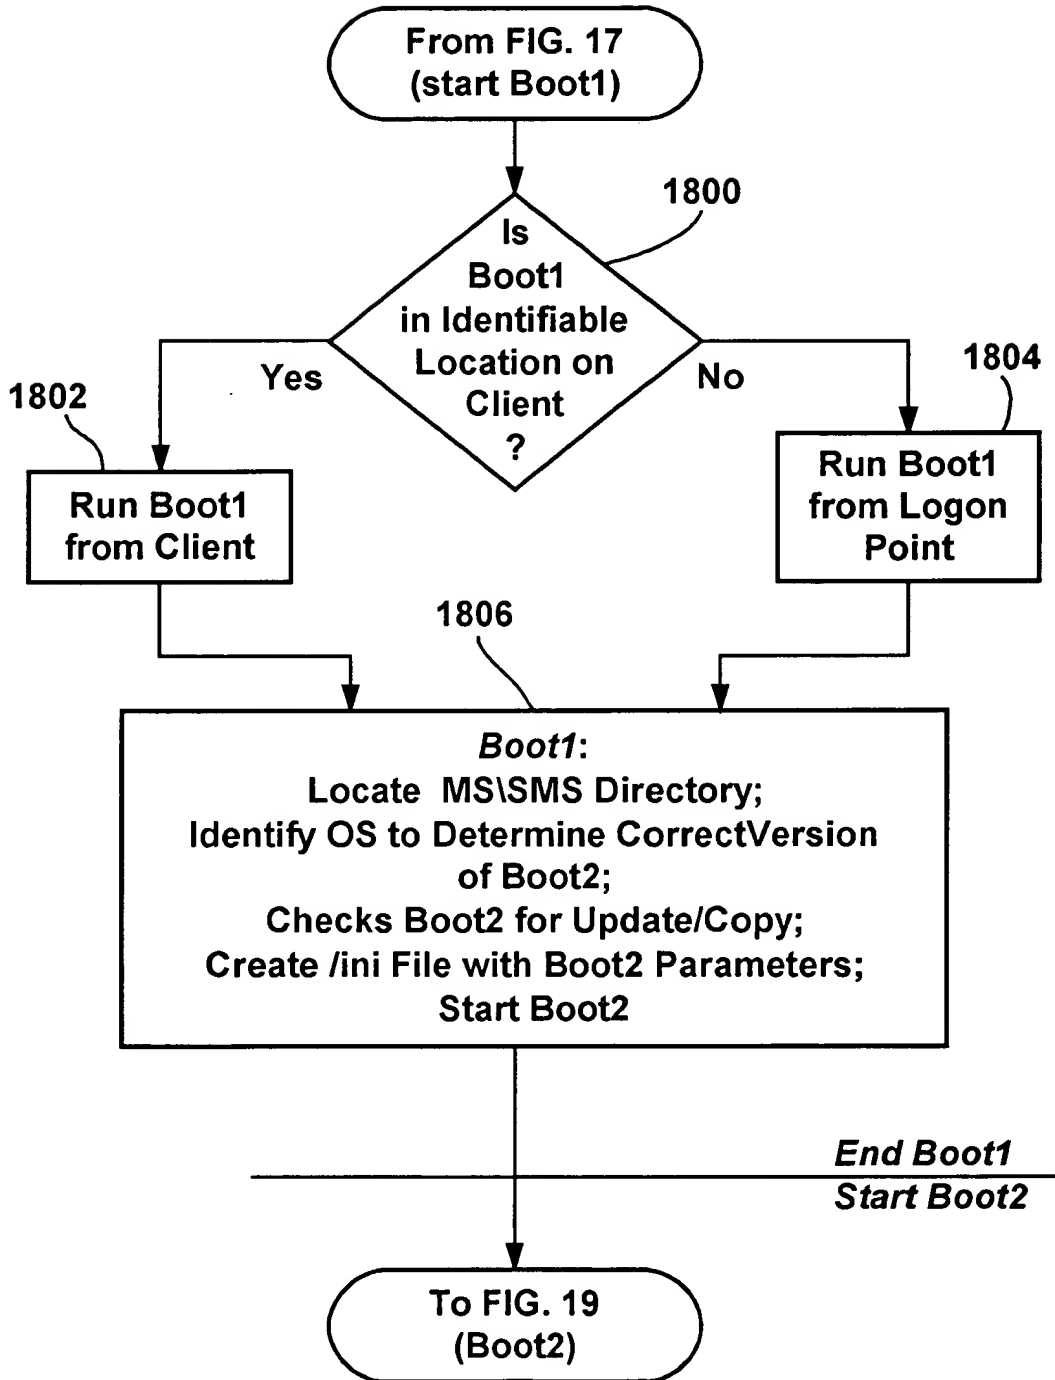 From FIG. 17
(start Boot1)
1800
Is
Boot1
in Identifiable
Location on
Client
?
Yes
No
1802
Run Boot1
from Client
1804
Run Boot1
from Logon
Point
1806
Boot1:
Locate MS\SMS Directory;
Identify OS to Determine CorrectVersion
of Boot2;
Checks Boot2 for Update/Copy;
Create /ini File with Boot2 Parameters;
Start Boot2
End Boot1
Start Boot2
To FIG. 19
(Boot2)